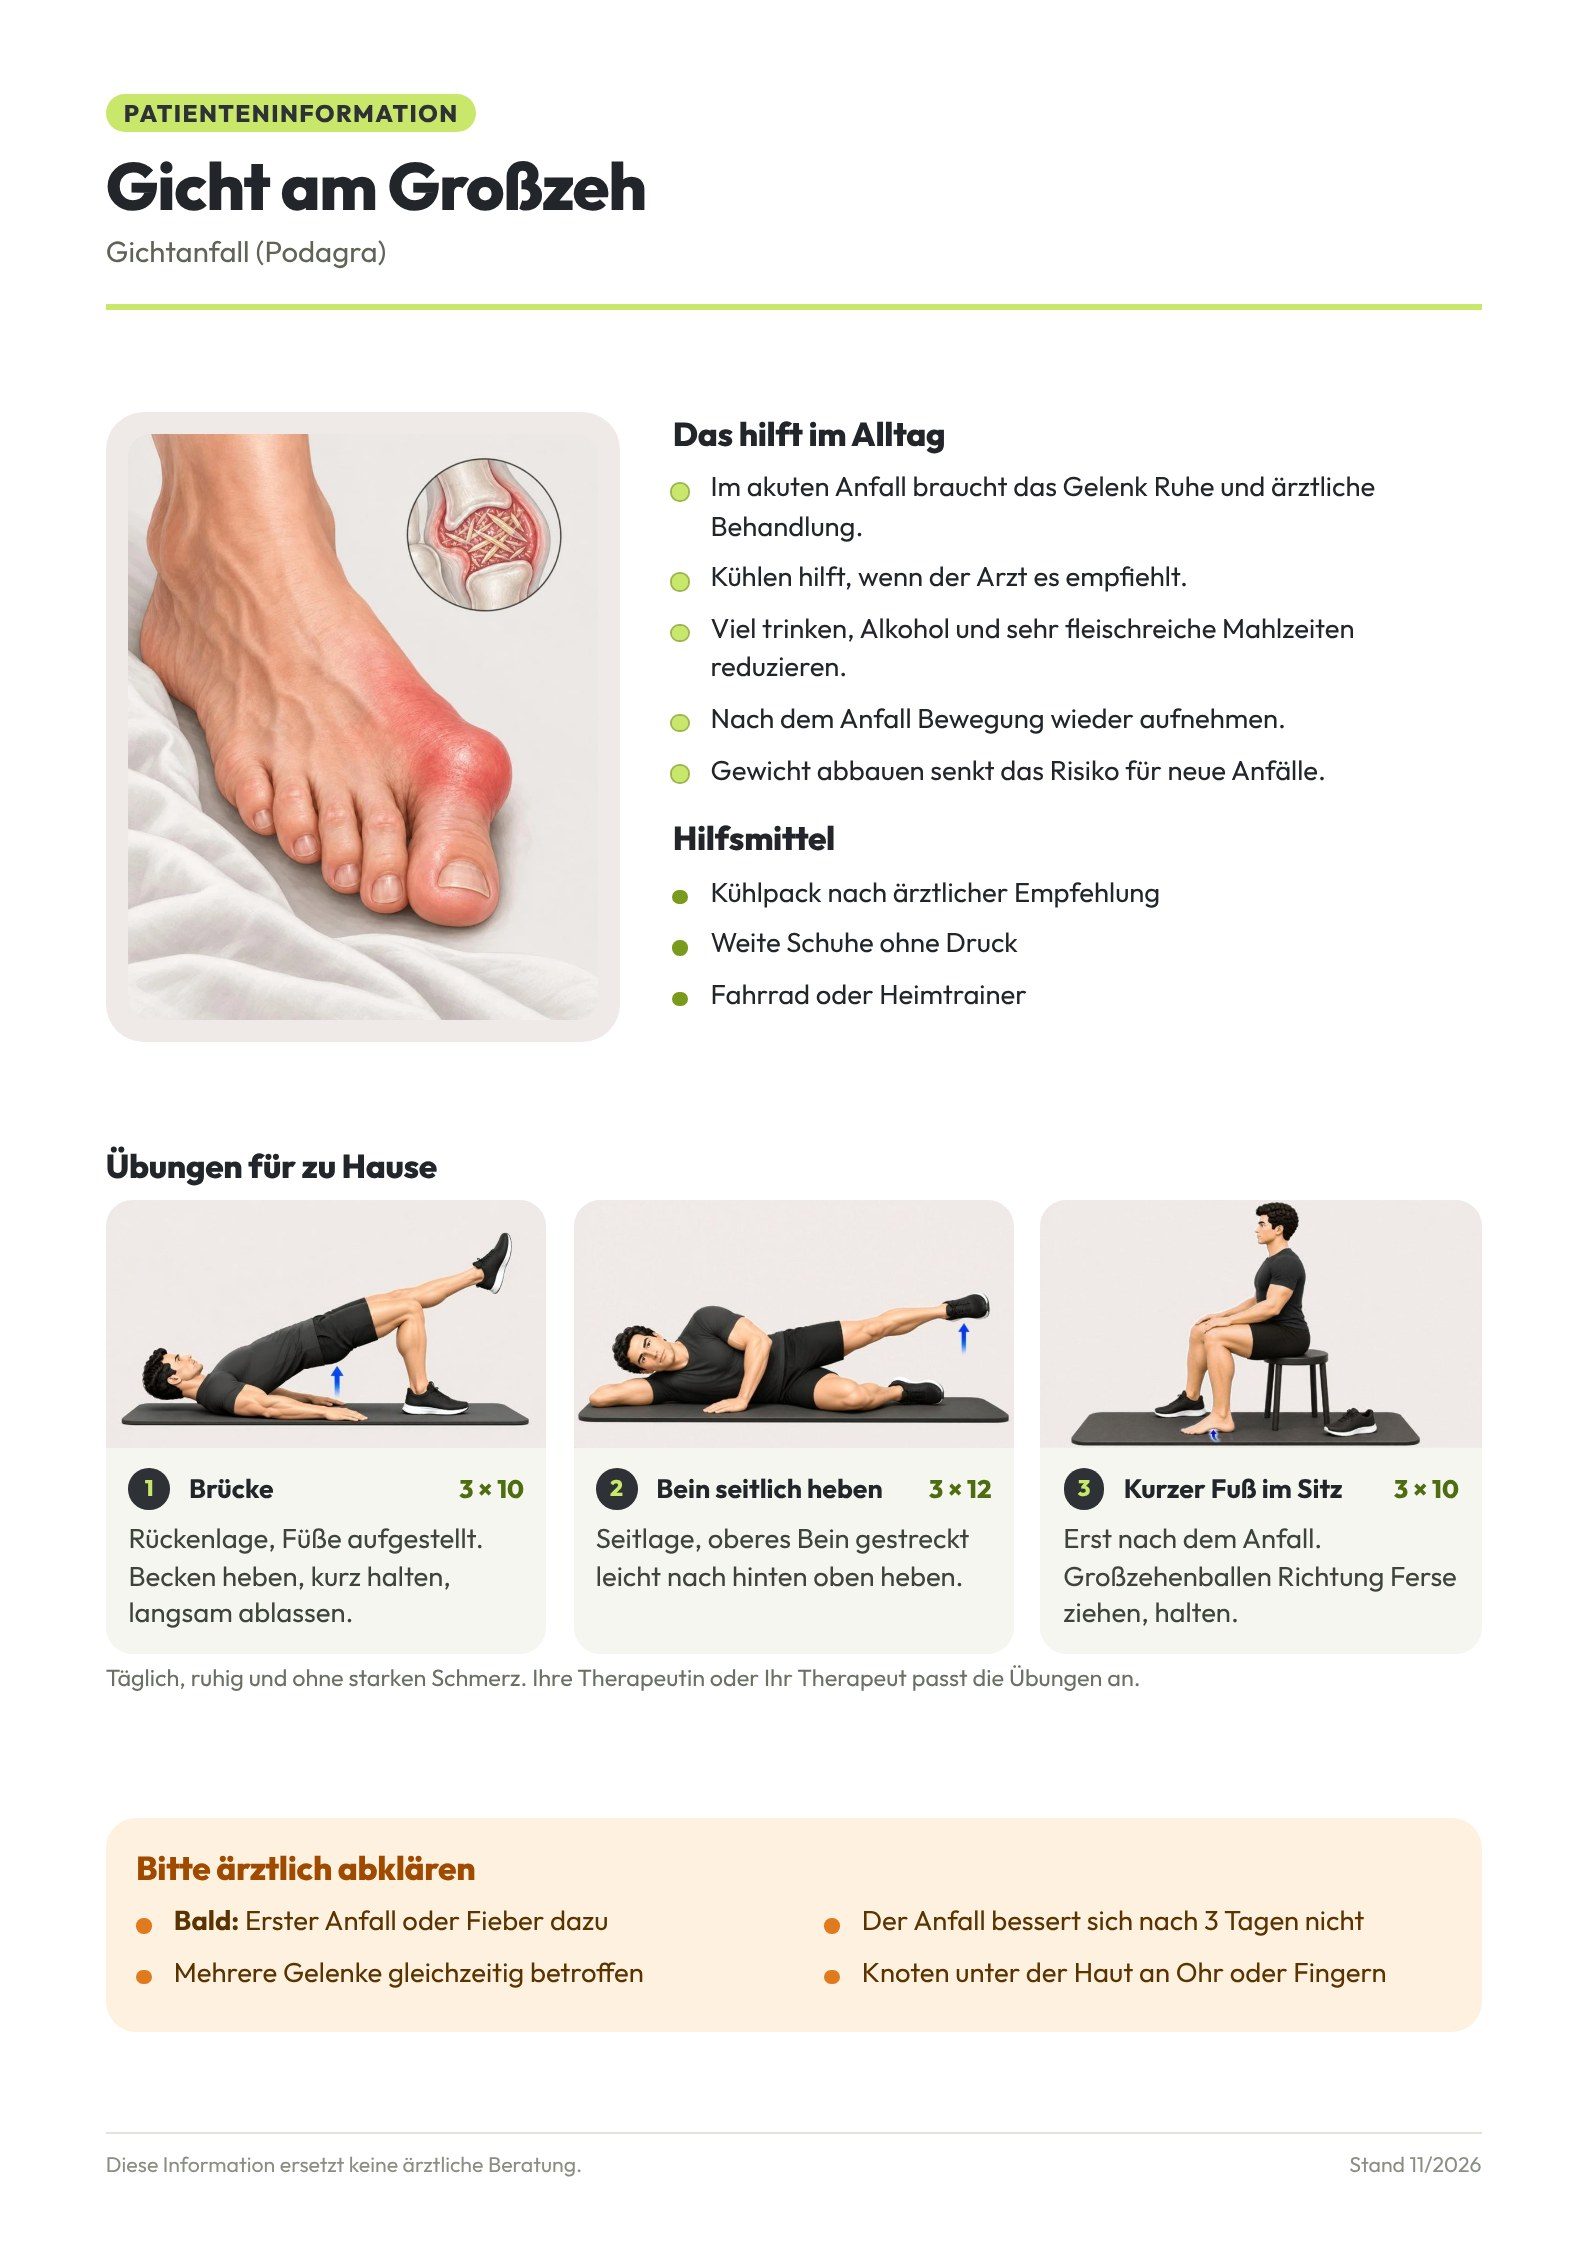 PATIENTENINFORMATION
Gicht am Großzeh
Gichtanfall (Podagra)
Das hilft im Alltag
Im akuten Anfall braucht das Gelenk Ruhe und ärztliche
Behandlung.
Kühlen hilft, wenn der Arzt es empfiehlt.
Viel trinken, Alkohol und sehr fleischreiche Mahlzeiten
reduzieren.
Nach dem Anfall Bewegung wieder aufnehmen.
Gewicht abbauen senkt das Risiko für neue Anfälle.
Hilfsmittel
Kühlpack nach ärztlicher Empfehlung
Weite Schuhe ohne Druck
Fahrrad oder Heimtrainer
Übungen für zu Hause
1 Brücke 3 × 10
Rückenlage, Füße aufgestellt.
Becken heben, kurz halten,
langsam ablassen.
2 Bein seitlich heben 3 × 12
Seitlage, oberes Bein gestreckt
leicht nach hinten oben heben.
3 Kurzer Fuß im Sitz 3 × 10
Erst nach dem Anfall.
Großzehenballen Richtung Ferse
ziehen, halten.
Täglich, ruhig und ohne starken Schmerz. Ihre Therapeutin oder Ihr Therapeut passt die Übungen an.
Bitte ärztlich abklären
Bald: Erster Anfall oder Fieber dazu
Mehrere Gelenke gleichzeitig betroffen
Der Anfall bessert sich nach 3 Tagen nicht
Knoten unter der Haut an Ohr oder Fingern
Diese Information ersetzt keine ärztliche Beratung.
Stand 11/2026